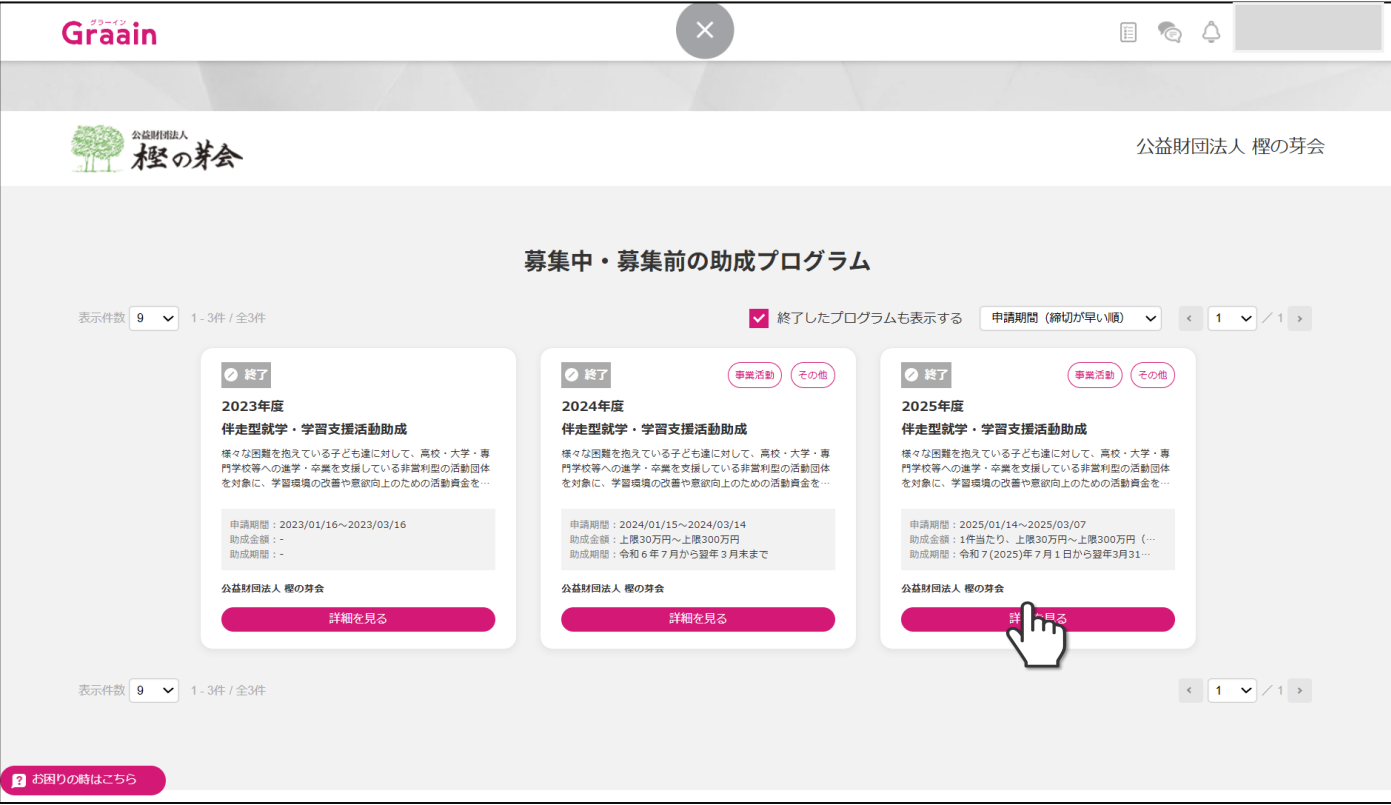 グラーイン
Graain
公益財団法人
樫の芽会
公益財団法人 樫の芽会
募集中・募集前の助成プログラム
表示件数 9 1 - 3件 / 全3件
終了したプログラムも表示する 申請期間（締切が早い順） ‹ 1 ／ 1 ›
終了
2023年度
伴走型就学・学習支援活動助成
様々な困難を抱えている子ども達に対して、高校・大学・専
門学校等への進学・卒業を支援している非営利型の活動団体
を対象に、学習環境の改善や意欲向上のための活動資金を…
申請期間：2023/01/16～2023/03/16
助成金額：-
助成期間：-
公益財団法人 樫の芽会
詳細を見る
終了 事業活動 その他
2024年度
伴走型就学・学習支援活動助成
様々な困難を抱えている子ども達に対して、高校・大学・専
門学校等への進学・卒業を支援している非営利型の活動団体
を対象に、学習環境の改善や意欲向上のための活動資金を…
申請期間：2024/01/15～2024/03/14
助成金額：上限30万円～上限300万円
助成期間：令和６年７月から翌年３月末まで
公益財団法人 樫の芽会
詳細を見る
終了 事業活動 その他
2025年度
伴走型就学・学習支援活動助成
様々な困難を抱えている子ども達に対して、高校・大学・専
門学校等への進学・卒業を支援している非営利型の活動団体
を対象に、学習環境の改善や意欲向上のための活動資金を…
申請期間：2025/01/14～2025/03/07
助成金額：1件当たり、上限30万円～上限300万円（…
助成期間：令和７(2025)年７月１日から翌年3月31…
公益財団法人 樫の芽会
詳を見る
表示件数 9 1 - 3件 / 全3件
‹ 1 ／ 1 ›
? お困りの時はこちら